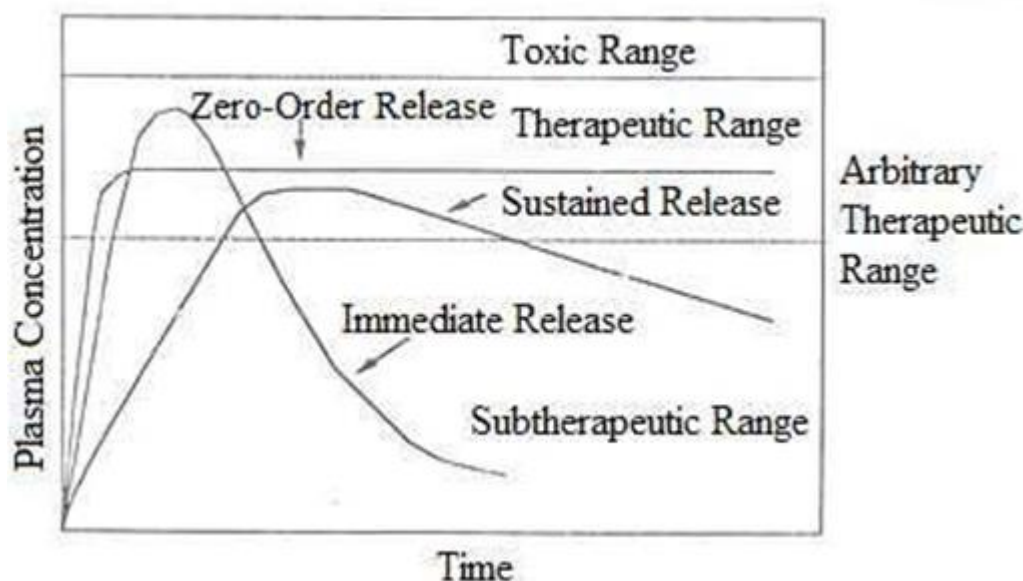 Toxic Range
Zero-Order Release
Therapeutic Range
Sustained Release
Immediate Release
Subtherapeutic Range
Plasma Concentration
Time
Arbitrary
Therapeutic
Range